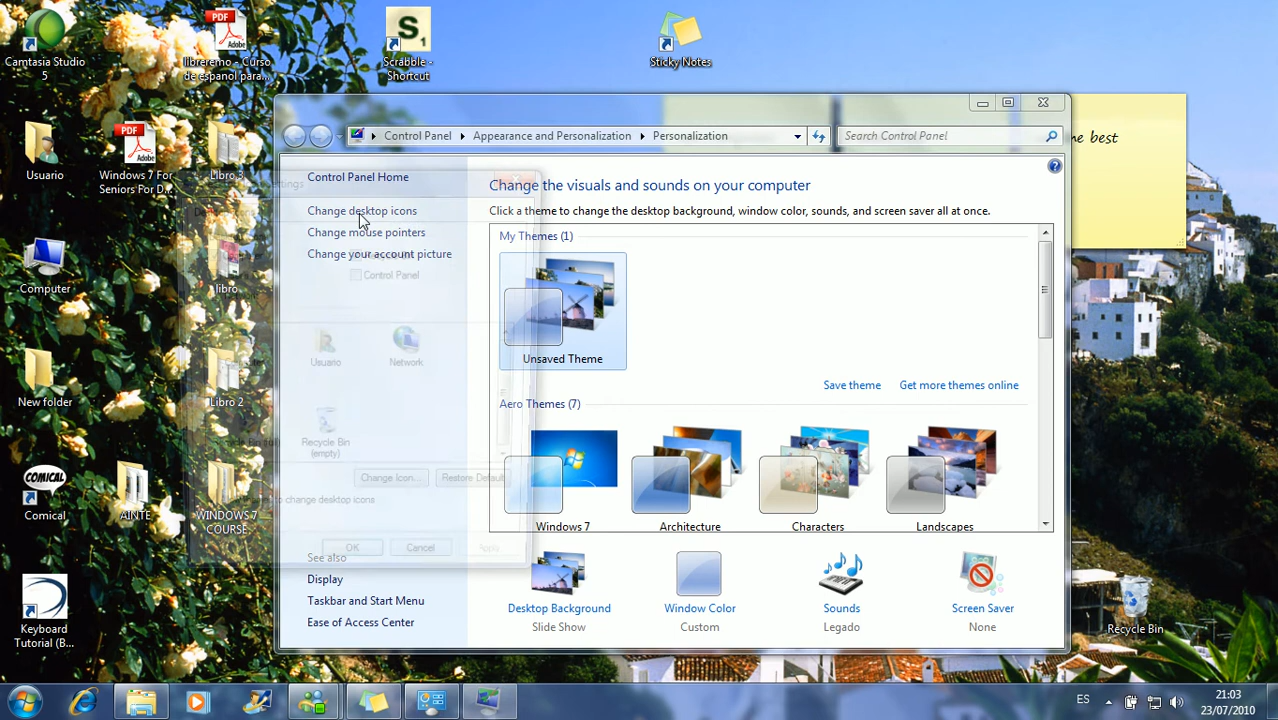 Camtasia Studio
5
libreremo - Curso
de espanol para...
Scrabble -
Shortcut
Sticky Notes
Usuario
Windows 7 For
Seniors For D...
Libro 3
Computer
libro
New folder
Libro 2
COMICAL
Comical
AINTE
WINDOWS 7
COURSE
Keyboard
Tutorial (B...
Recycle Bin
best
Control Panel
Appearance and Personalization
Personalization
Search Control Panel
Control Panel Home
Change desktop icons
Change mouse pointers
Change your account picture
Control Panel
Usuario
Network
Recycle Bin
(empty)
Change Icon...
Restore Default
to change desktop icons
OK
Cancel
Apply
See also
Display
Taskbar and Start Menu
Ease of Access Center
Change the visuals and sounds on your computer
Click a theme to change the desktop background, window color, sounds, and screen saver all at once.
My Themes (1)
Unsaved Theme
Save theme
Get more themes online
Aero Themes (7)
Windows 7
Architecture
Characters
Landscapes
Desktop Background
Slide Show
Window Color
Custom
Sounds
Legado
Screen Saver
None
ES
21:03
23/07/2010